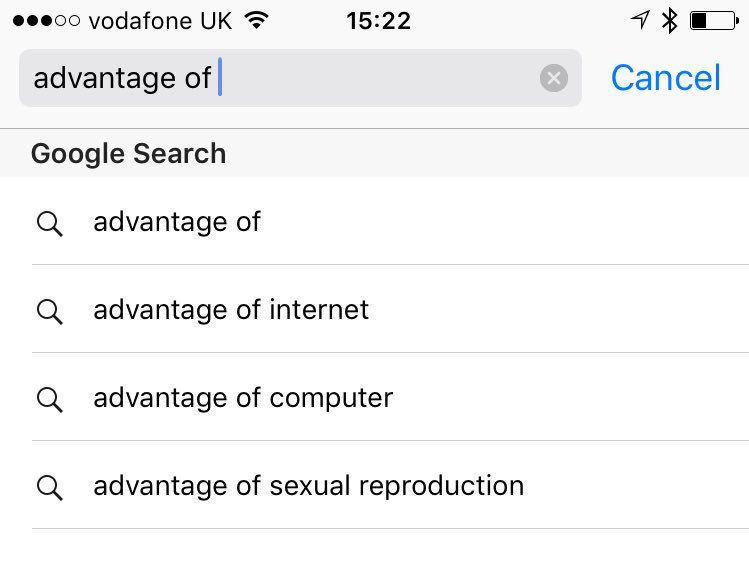 vodafone UK 15:22
advantage of
Cancel
Google Search
advantage of
advantage of internet
advantage of computer
advantage of sexual reproduction